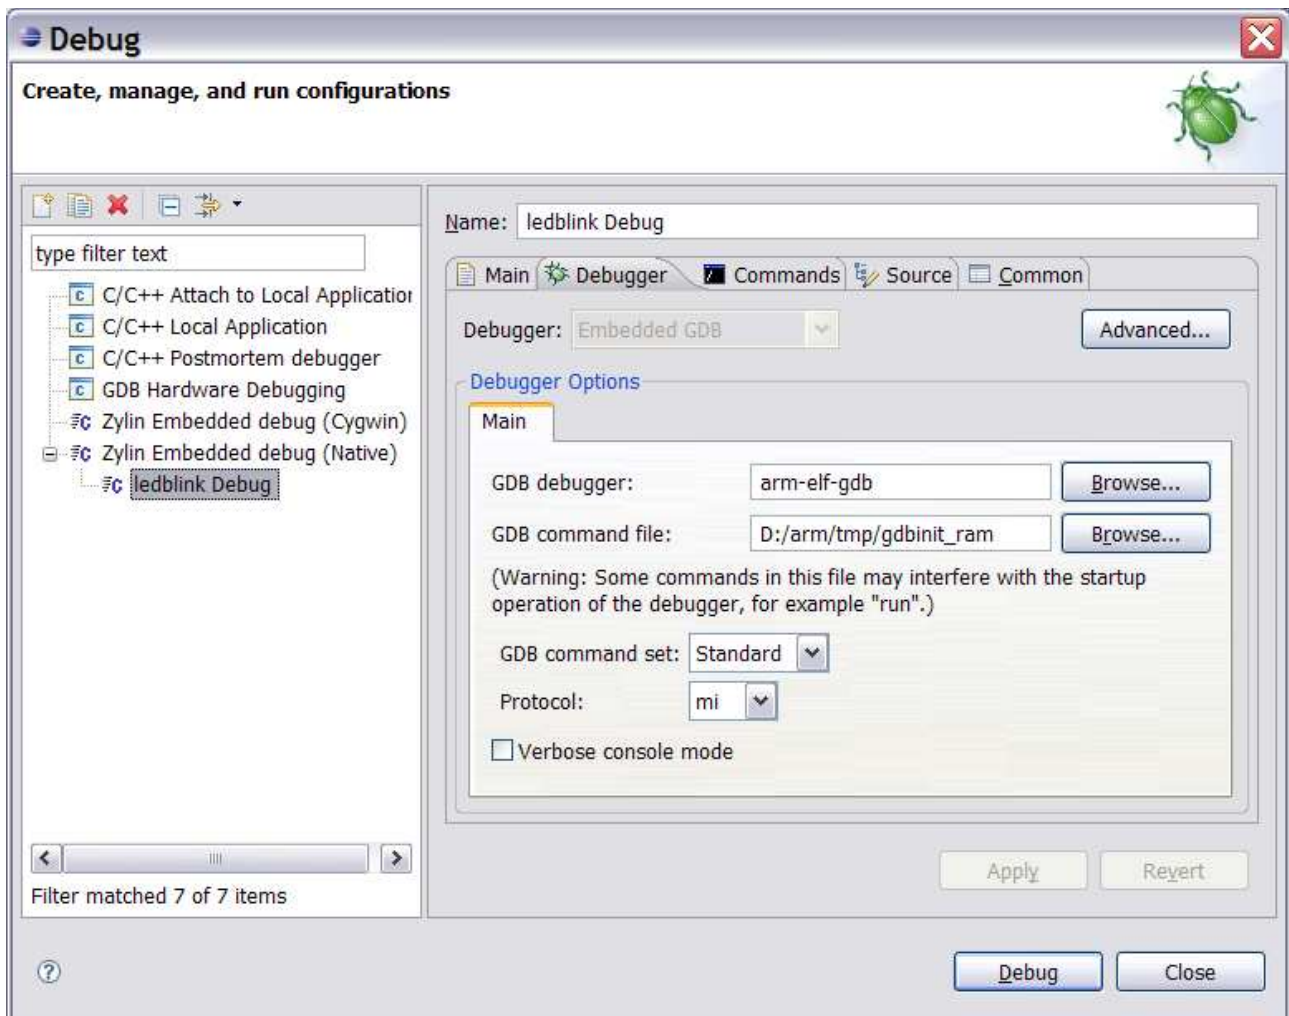 Debug
Create, manage, and run configurations
type filter text
C/C++ Attach to Local Application
C/C++ Local Application
C/C++ Postmortem debugger
GDB Hardware Debugging
Zylin Embedded debug (Cygwin)
Zylin Embedded debug (Native)
ledblink Debug
Filter matched 7 of 7 items
Name: ledblink Debug
Main Debugger Commands Source Common
Debugger: Embedded GDB Advanced...
Debugger Options
Main
GDB debugger: arm-elf-gdb Browse...
GDB command file: D:/arm/tmp/gdbinit_ram Browse...
(Warning: Some commands in this file may interfere with the startup
operation of the debugger, for example "run".)
GDB command set: Standard
Protocol: mi
Verbose console mode
Apply Revert
? Debug Close